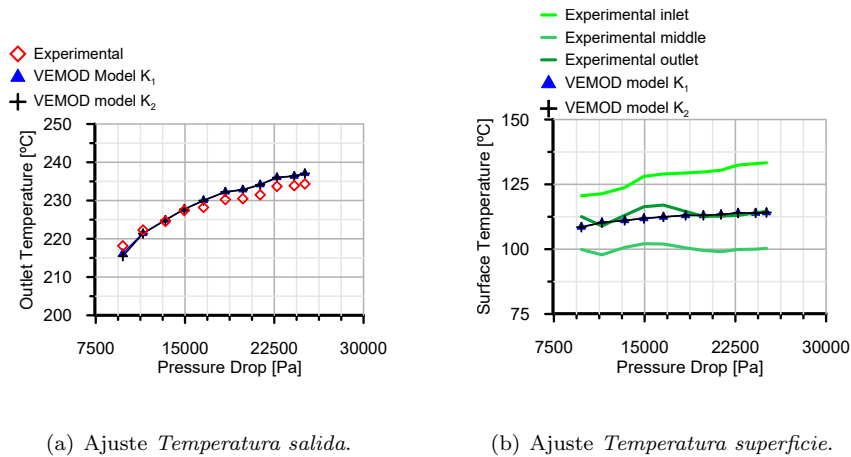 Experimental
VEMOD Model K₁
VEMOD model K₂
250
240
230
220
210
200
Outlet Temperature [ºC]
7500 15000 22500 30000
Pressure Drop [Pa]
(a) Ajuste Temperatura salida.
Experimental inlet
Experimental middle
Experimental outlet
VEMOD model K₁
VEMOD model K₂
150
125
100
75
Surface Temperature [ºC]
7500 15000 22500 30000
Pressure Drop [Pa]
(b) Ajuste Temperatura superficie.